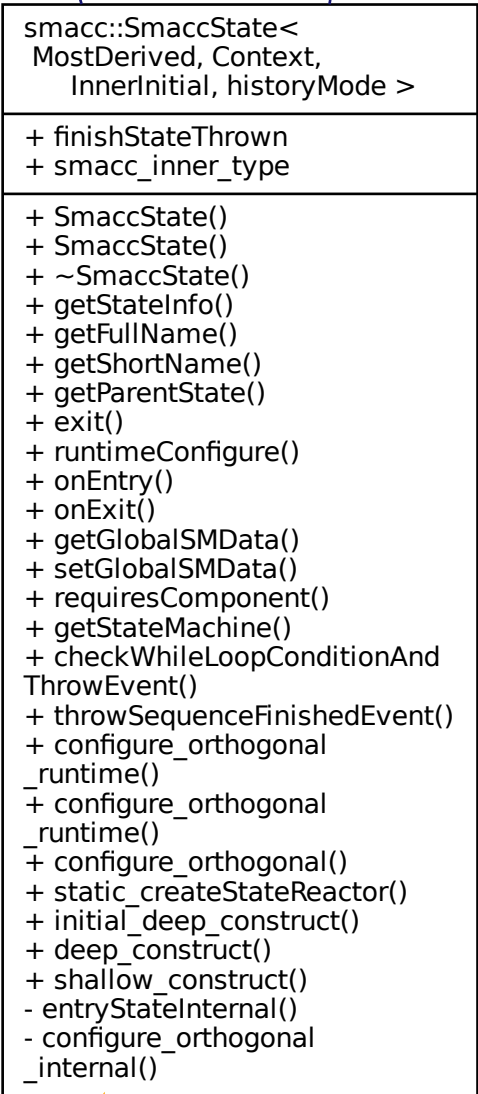 smacc::SmaccState<
MostDerived, Context,
InnerInitial, historyMode >
+ finishStateThrown
+ smacc_inner_type
+ SmaccState()
+ SmaccState()
+ ~SmaccState()
+ getStateInfo()
+ getFullName()
+ getShortName()
+ getParentState()
+ exit()
+ runtimeConfigure()
+ onEntry()
+ onExit()
+ getGlobalSMData()
+ setGlobalSMData()
+ requiresComponent()
+ getStateMachine()
+ checkWhileLoopConditionAnd
ThrowEvent()
+ throwSequenceFinishedEvent()
+ configure_orthogonal
_runtime()
+ configure_orthogonal
_runtime()
+ configure_orthogonal()
+ static_createStateReactor()
+ initial_deep_construct()
+ deep_construct()
+ shallow_construct()
- entryStateInternal()
- configure_orthogonal
_internal()